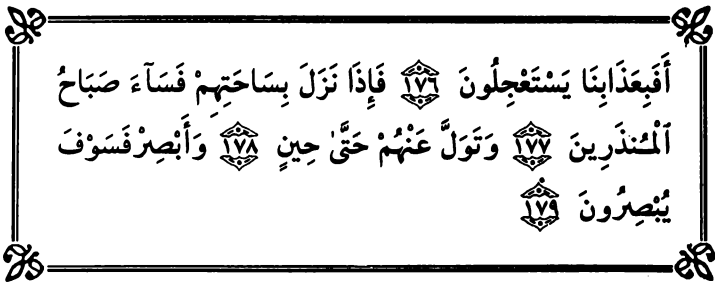 أَفَبِعَذَابِنَا يَسْتَعْجِلُونَ ١٧٦ فَإِذَا نَزَلَ بِسَاحَتِهِمْ فَسَآءَ صَبَاحُ
ٱلْمُنذَرِينَ ١٧٧ وَتَوَلَّ عَنْهُمْ حَتَّىٰ حِينٍ ١٧٨ وَأَبْصِرْ فَسَوْفَ
يُبْصِرُونَ ١٧٩